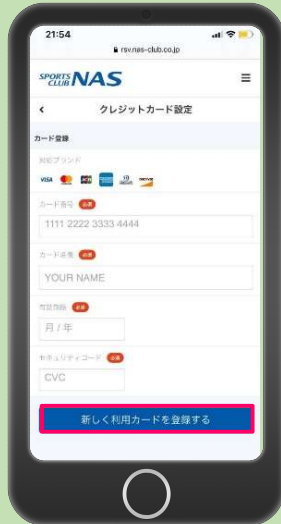 21:54
rsv.nas-club.co.jp
SPORTS CLUB NAS
クレジットカード設定
カード登録
対応ブランド
VISA
カード番号 必須
1111 2222 3333 4444
カード名義 必須
YOUR NAME
有効期限 必須
月 / 年
セキュリティコード 必須
CVC
新しく利用カードを登録する